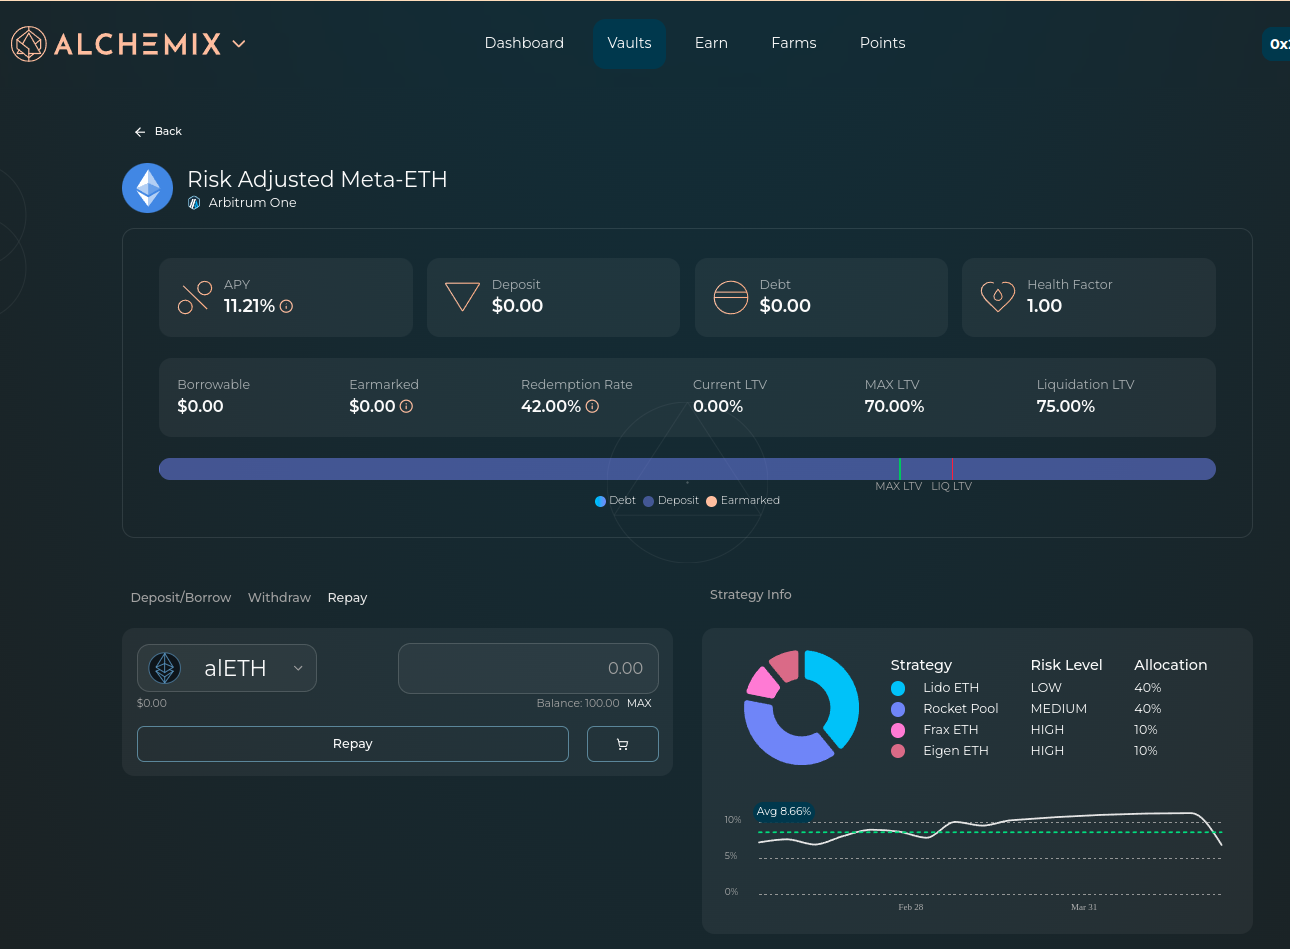 ALCHEMIX
Dashboard Vaults Earn Farms Points
Back
Risk Adjusted Meta-ETH
Arbitrum One
APY
11.21%
Deposit
$0.00
Debt
$0.00
Health Factor
1.00
Borrowable
$0.00
Earmarked
$0.00
Redemption Rate
42.00%
Current LTV
0.00%
MAX LTV
70.00%
Liquidation LTV
75.00%
MAX LTV LIQ LTV
Debt Deposit Earmarked
Deposit/Borrow Withdraw Repay
alETH
0.00
$0.00
Balance: 100.00 MAX
Repay
Strategy Info
Strategy Risk Level Allocation
Lido ETH LOW 40%
Rocket Pool MEDIUM 40%
Frax ETH HIGH 10%
Eigen ETH HIGH 10%
Avg 8.66%
10%
5%
0%
Feb 28 Mar 31